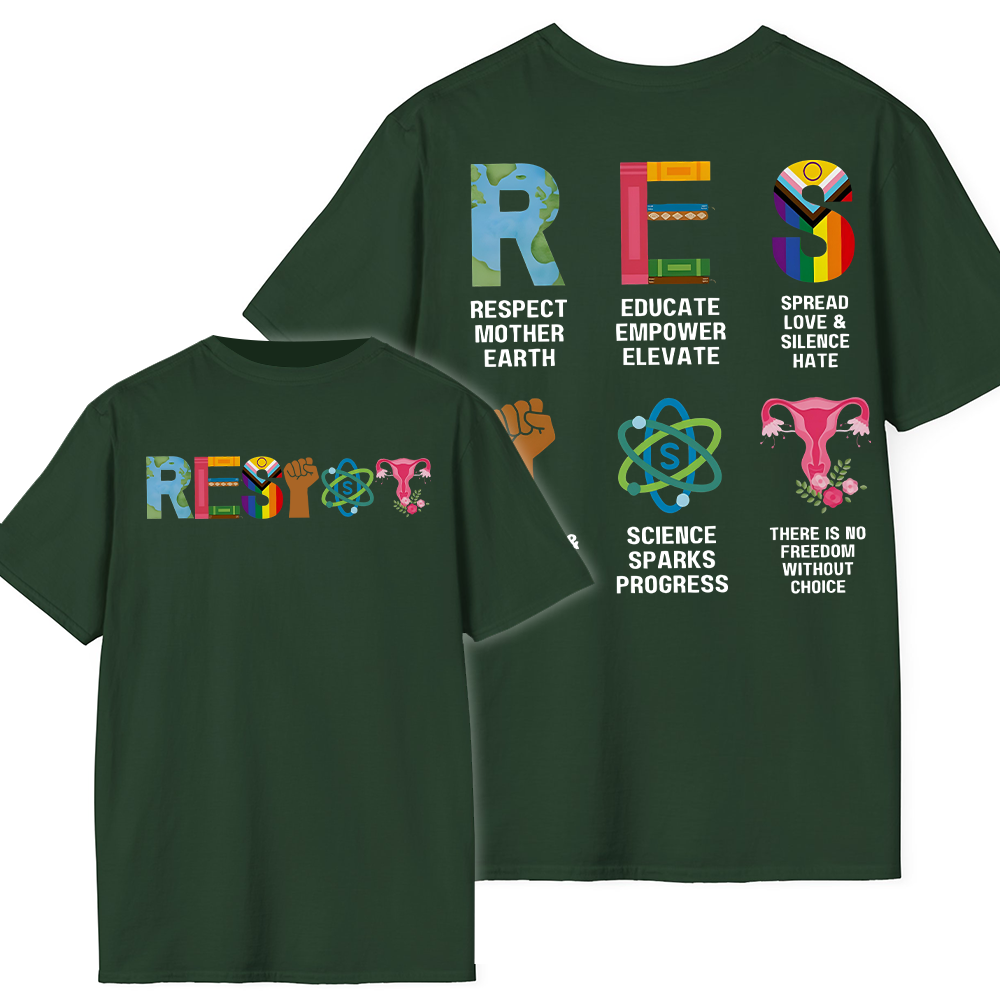 RESIST
RES
RESPECT
MOTHER
EARTH
EDUCATE
EMPOWER
ELEVATE
SPREAD
LOVE &
SILENCE
HATE
S
T
&
SCIENCE
SPARKS
PROGRESS
THERE IS NO
FREEDOM
WITHOUT
CHOICE